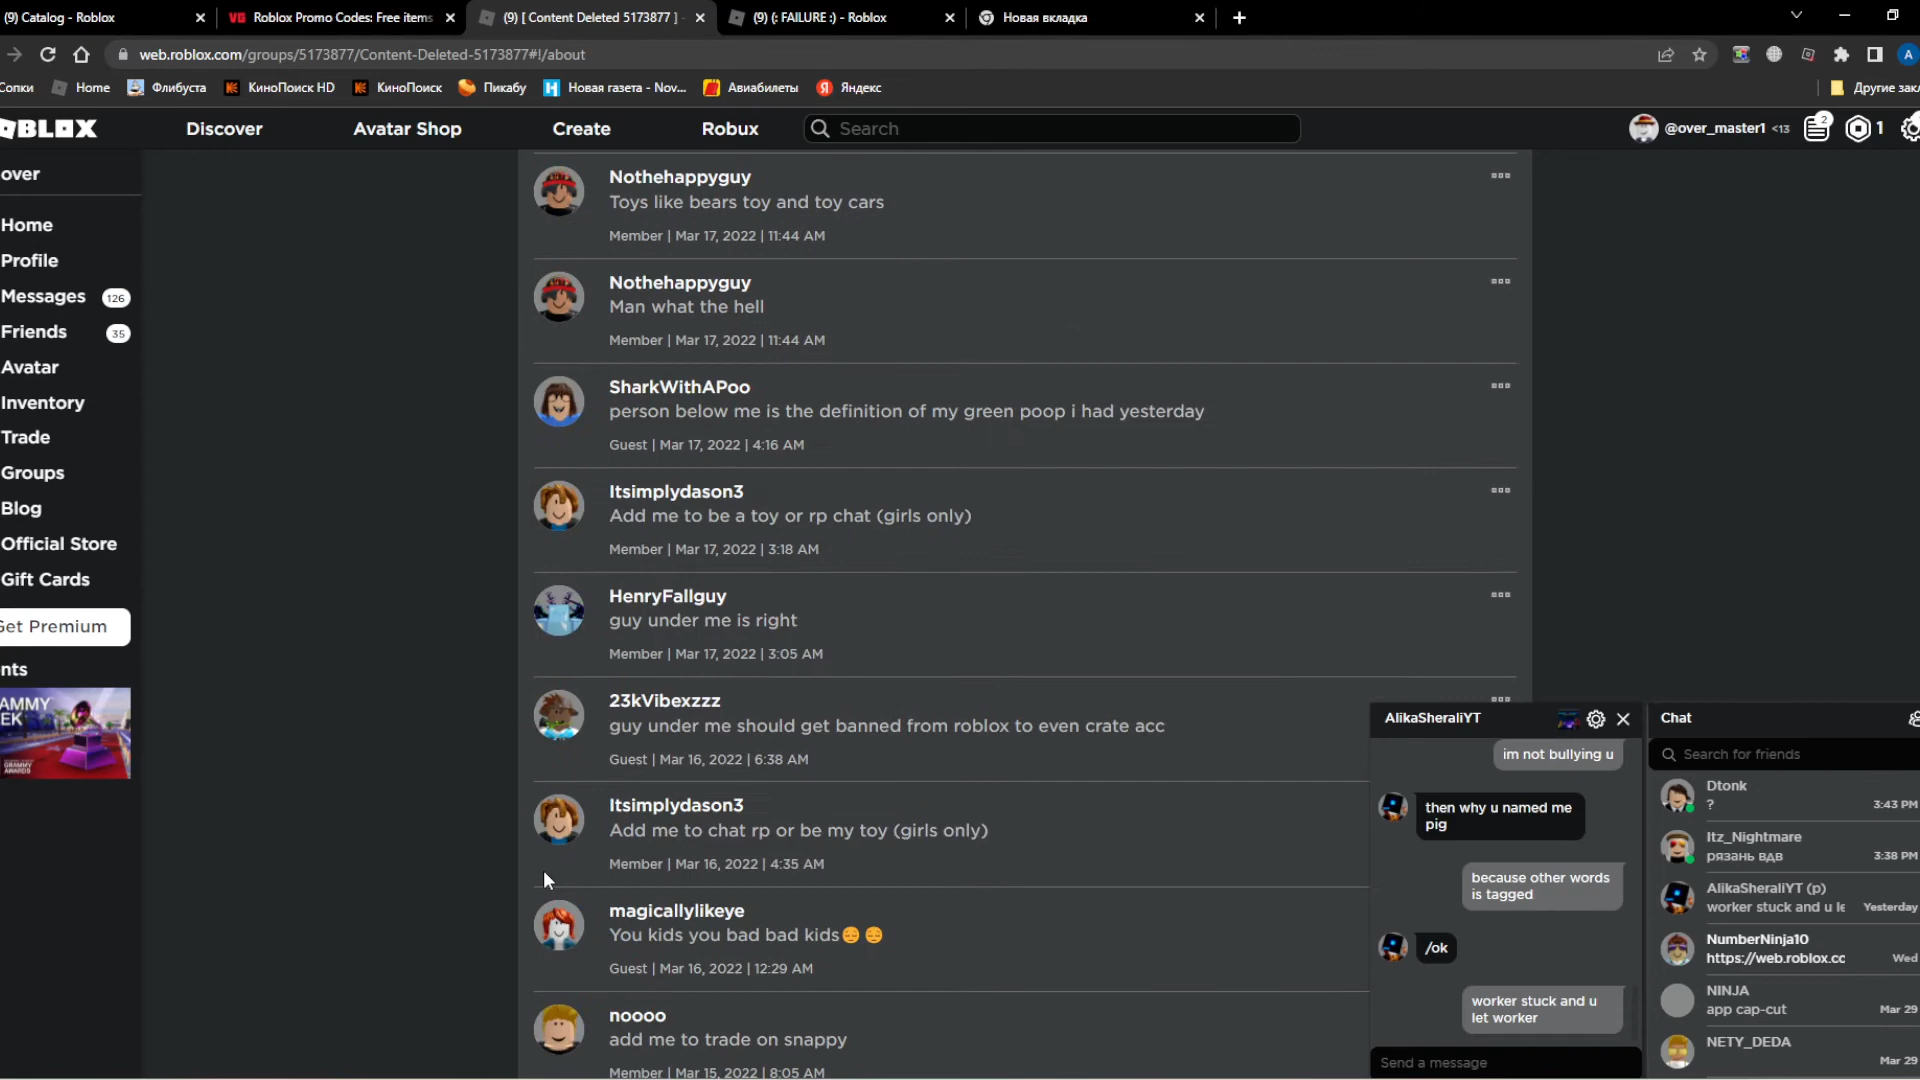 (9) Catalog - Roblox
VG Roblox Promo Codes: Free items
(9) [ Content Deleted 5173877 ] -
(9) (: FAILURE :) - Roblox
Новая вкладка
web.roblox.com/groups/5173877/Content-Deleted-5173877#!/about
A
Сопки
Home
Флибуста
КиноПоиск HD
КиноПоиск
Пикабу
Новая газета - Nov...
Авиабилеты
Яндекс
Другие закл
ROBLOX
Discover
Avatar Shop
Create
Robux
Search
@over_master1 <13
2
1
over
Home
Profile
Messages 126
Friends 35
Avatar
Inventory
Trade
Groups
Blog
Official Store
Gift Cards
Get Premium
nts
AMMY
EK
GRAMMY
AWARDS
Nothehappyguy
Toys like bears toy and toy cars
Member | Mar 17, 2022 | 11:44 AM
Nothehappyguy
Man what the hell
Member | Mar 17, 2022 | 11:44 AM
SharkWithAPoo
person below me is the definition of my green poop i had yesterday
Guest | Mar 17, 2022 | 4:16 AM
Itsimplydason3
Add me to be a toy or rp chat (girls only)
Member | Mar 17, 2022 | 3:18 AM
HenryFallguy
guy under me is right
Member | Mar 17, 2022 | 3:05 AM
23kVibexzzz
guy under me should get banned from roblox to even crate acc
Guest | Mar 16, 2022 | 6:38 AM
Itsimplydason3
Add me to chat rp or be my toy (girls only)
Member | Mar 16, 2022 | 4:35 AM
magicallylikeye
You kids you bad bad kids😔 😔
Guest | Mar 16, 2022 | 12:29 AM
noooo
add me to trade on snappy
Member | Mar 15, 2022 | 8:05 AM
AlikaSheraliYT
im not bullying u
then why u named me
pig
because other words
is tagged
/ok
worker stuck and u
let worker
Send a message
Chat
Search for friends
Dtonk
? 3:43 PM
Itz_Nightmare
рязань вдв 3:38 PM
AlikaSheraliYT (p)
worker stuck and u le Yesterday
NumberNinja10
https://web.roblox.cc Wed
NINJA
app cap-cut Mar 29
NETY_DEDA
Mar 29